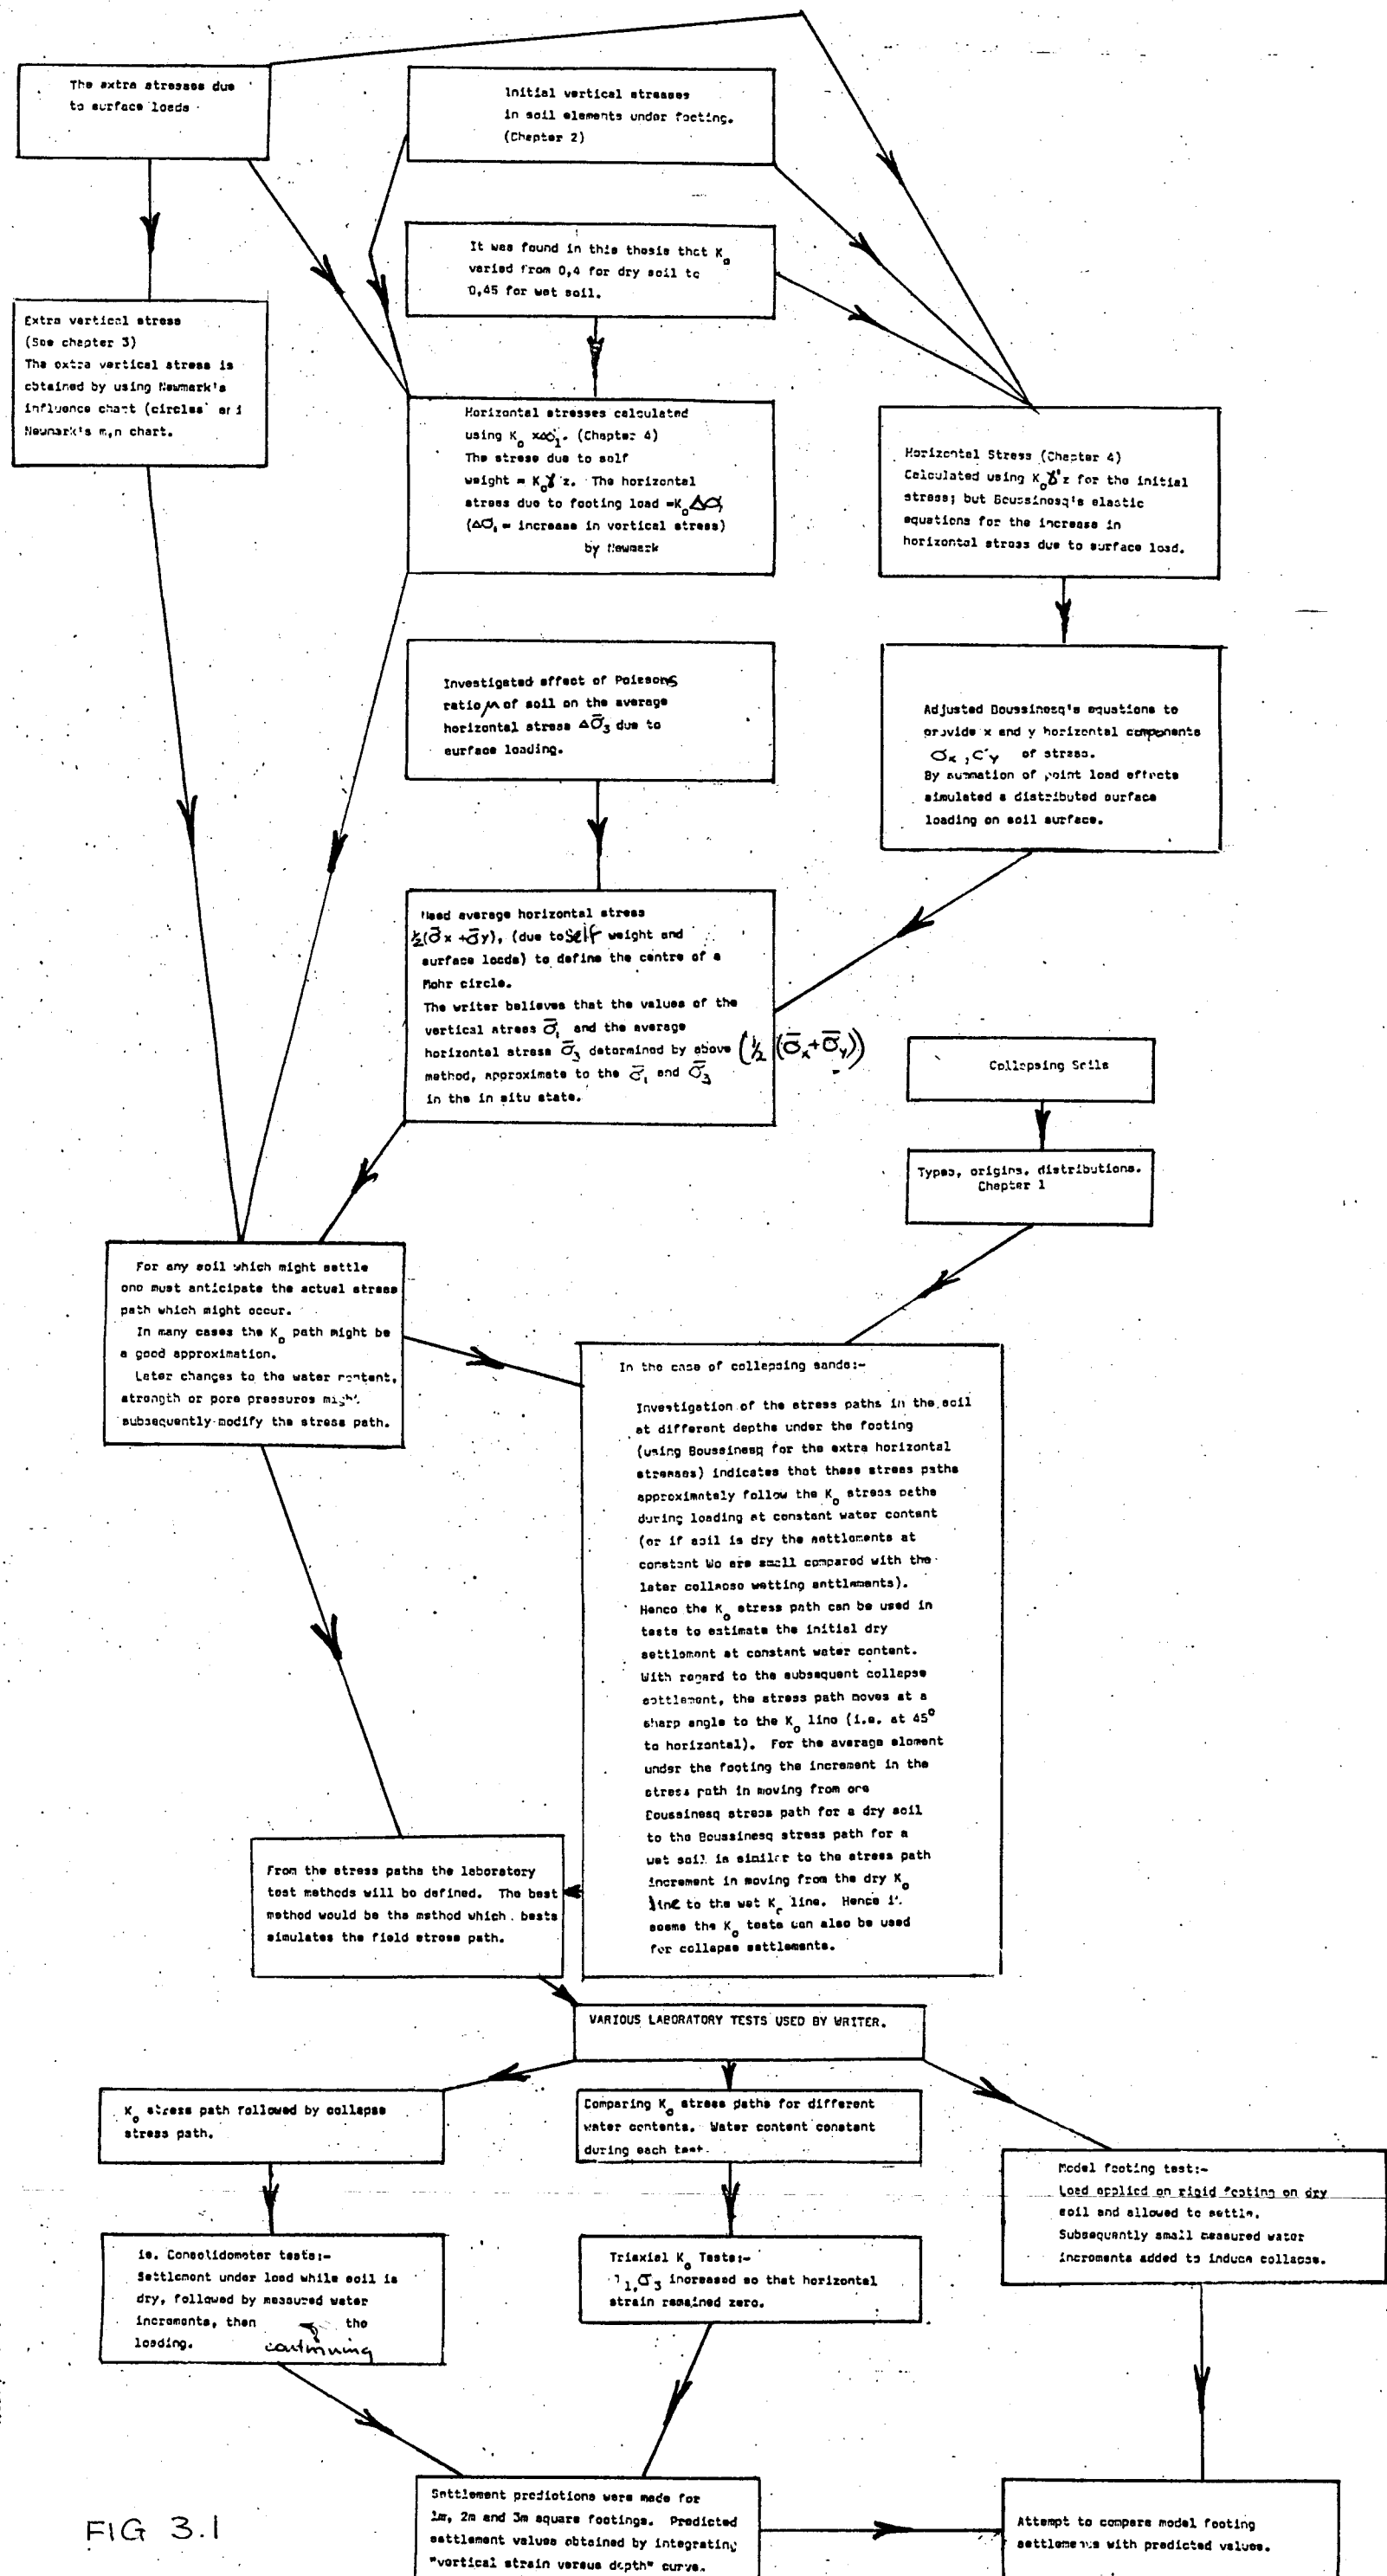 The extra stresses due
to surface loads
Initial vertical stresses
in soil elements under footing.
(Chapter 2)
It was found in this thesis that K₀
varied from 0,4 for dry soil to
0,45 for wet soil.
Extra vertical stress
(See chapter 3)
The extra vertical stress is
obtained by using Newmark's
influence chart (circles) and
Newmark's m,n chart.
Horizontal stresses calculated
using K₀ xΔσ₁. (Chapter 4)
The stress due to self
weight = K₀γ'z. The horizontal
stress due to footing load =K₀Δσ₁
(Δσ₁ = increase in vertical stress)
by Newmark
Horizontal Stress (Chapter 4)
Calculated using K₀γ'z for the initial
stress; but Boussinesq's elastic
equations for the increase in
horizontal stress due to surface load.
Investigated effect of Poissons
ratio μ of soil on the average
horizontal stress Δσ̄₃ due to
surface loading.
Adjusted Boussinesq's equations to
provide x and y horizontal components
σₓ, σy of stress.
By summation of point load effects
simulated a distributed surface
loading on soil surface.
Used average horizontal stress
½(σ̄x +σ̄y), (due to self weight and
surface loads) to define the centre of a
Mohr circle.
The writer believes that the values of the
vertical stress σ̄₁ and the average
horizontal stress σ̄₃ determined by above (½(σ̄x+σ̄y))
method, approximate to the σ̄₁ and σ̄₃
in the in situ state.
Collapsing Soils
Types, origins, distributions.
Chapter 1
For any soil which might settle
one must anticipate the actual stress
path which might occur.
In many cases the K₀ path might be
a good approximation.
Later changes to the water content,
strength or pore pressures might
subsequently modify the stress path.
In the case of collapsing sands:-
Investigation of the stress paths in the soil
at different depths under the footing
(using Boussinesq for the extra horizontal
stresses) indicates that these stress paths
approximately follow the K₀ stress paths
during loading at constant water content
(or if soil is dry the settlements at
constant Wo are small compared with the
later collapse wetting settlements).
Hence the K₀ stress path can be used in
tests to estimate the initial dry
settlement at constant water content.
With regard to the subsequent collapse
settlement, the stress path moves at a
sharp angle to the K₀ line (i.e. at 45°
to horizontal). For the average element
under the footing the increment in the
stress path in moving from one
Boussinesq stress path for a dry soil
to the Boussinesq stress path for a
wet soil is similar to the stress path
increment in moving from the dry K₀
line to the wet K₀ line. Hence it
seems the K₀ tests can also be used
for collapse settlements.
From the stress paths the laboratory
test methods will be defined. The best
method would be the method which bests
simulates the field stress path.
VARIOUS LABORATORY TESTS USED BY WRITER.
K₀ stress path followed by collapse
stress path.
Comparing K₀ stress paths for different
water contents. Water content constant
during each test.
Model footing test:-
Load applied on rigid footing on dry
soil and allowed to settle.
Subsequently small measured water
increments added to induce collapse.
ie. Consolidometer tests:-
Settlement under load while soil is
dry, followed by measured water
increments, then continuing the
loading.
Triaxial K₀ Tests:-
σ₁,σ₃ increased so that horizontal
strain remained zero.
Settlement predictions were made for
1m, 2m and 3m square footings. Predicted
settlement values obtained by integrating
"vertical strain versus depth" curve.
Attempt to compare model footing
settlements with predicted values.
FIG 3.1